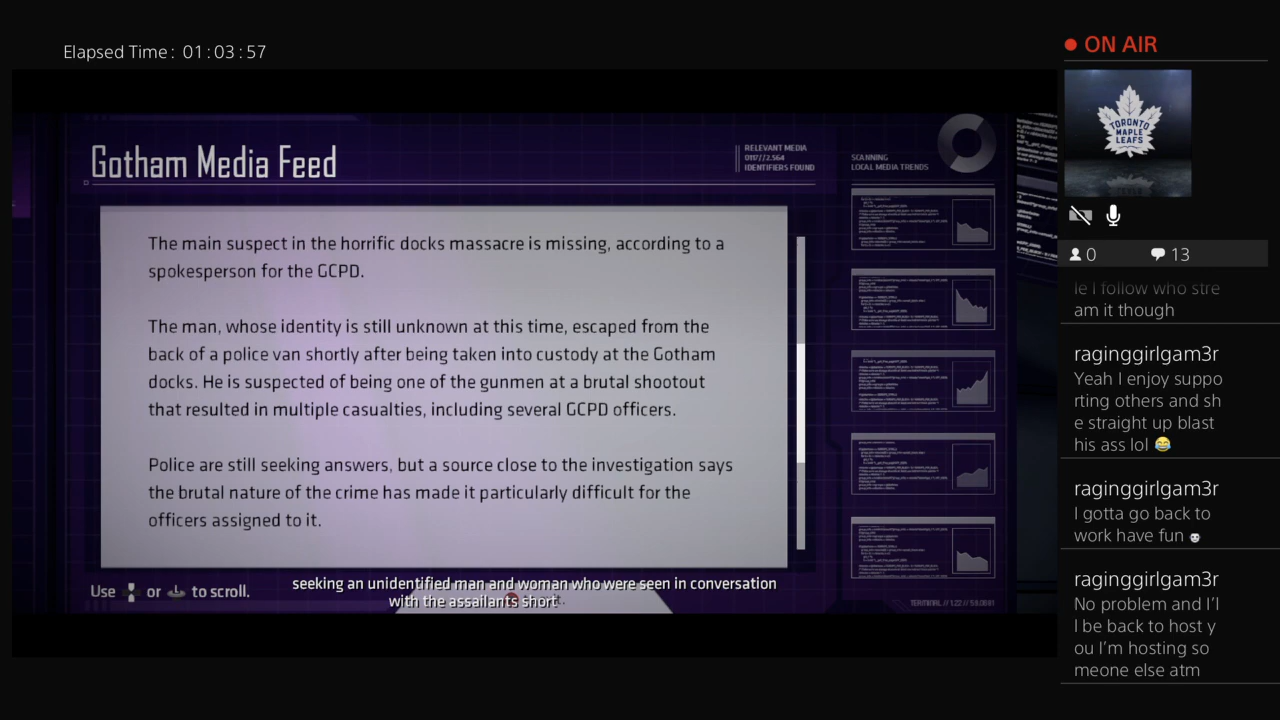 Elapsed Time: 01:03:57
ON AIR
TORONTO
MAPLE
LEAFS
0
13
le I follow who stre
am it though
raginggirlgam3r
Yeah I enjoy suppo
rting others and sh
e straight up blast
his ass lol 😂
raginggirlgam3r
I gotta go back to
work have fun 💀
raginggirlgam3r
No problem and I'l
l be back to host y
ou I'm hosting so
meone else atm
Gotham Media Feed
RELEVANT MEDIA
IDENTIFIERS FOUND
SCANNING
LOCAL MEDIA TRENDS
The main suspect in the horrific docks massacre is missing, according to a
spokesperson for the GCPD.
The man, whose identity is still unknown at this time, escaped from the
back of a police van shortly after being taken into custody at the Gotham
docks. He is suspected of being one of the gunmen at a brutal shootout
that resulted in multiple casualties, including several GCPD officers.
Police are still seeking answers, but a source close to the investigation says
the brutal nature of the crime has made it particularly difficult for the
officers assigned to it.
Use or to scroll.
seeking an unidentified man and woman who were seen in conversation
with the assailants short